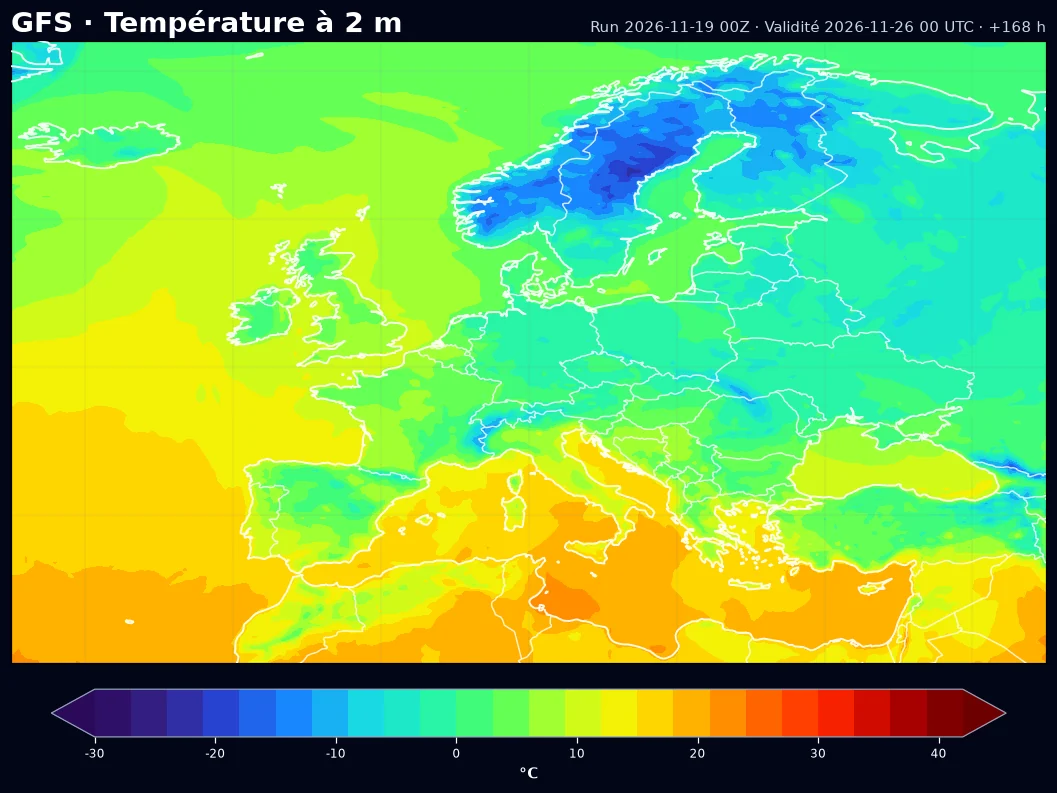 GFS · Température à 2 m
Run 2026-11-19 00Z · Validité 2026-11-26 00 UTC · +168 h
-30 -20 -10 0 10 20 30 40
°C